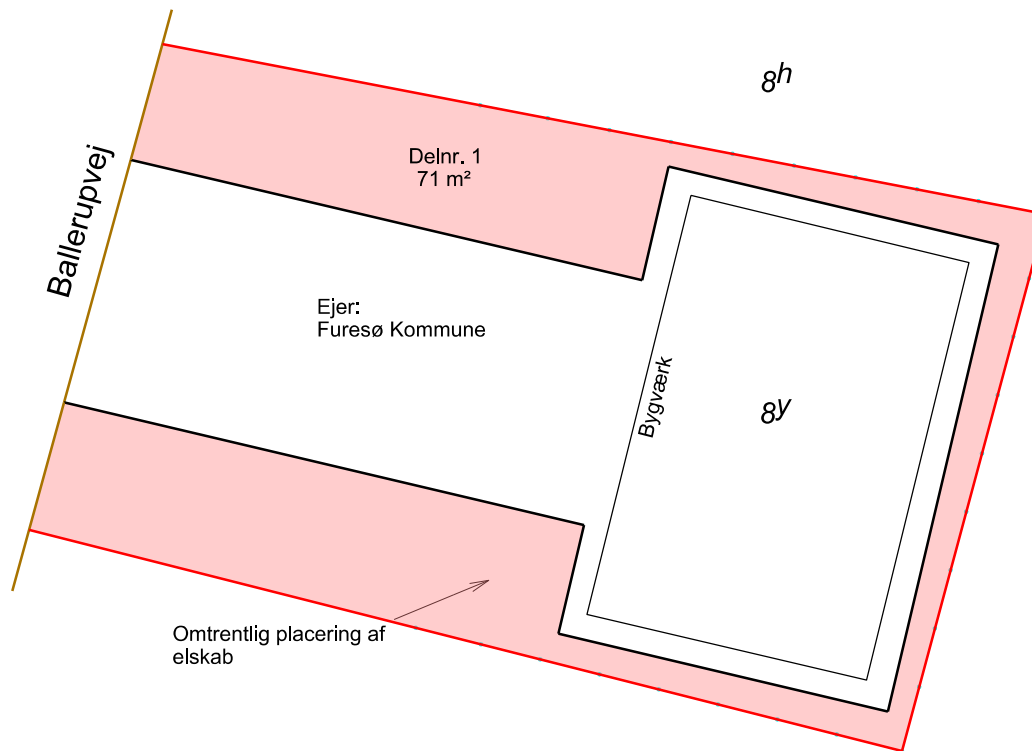 8h
Delnr. 1
71 m²
Ballerupvej
Ejer:
Furesø Kommune
Bygværk
8y
Omtrentlig placering af
elskab